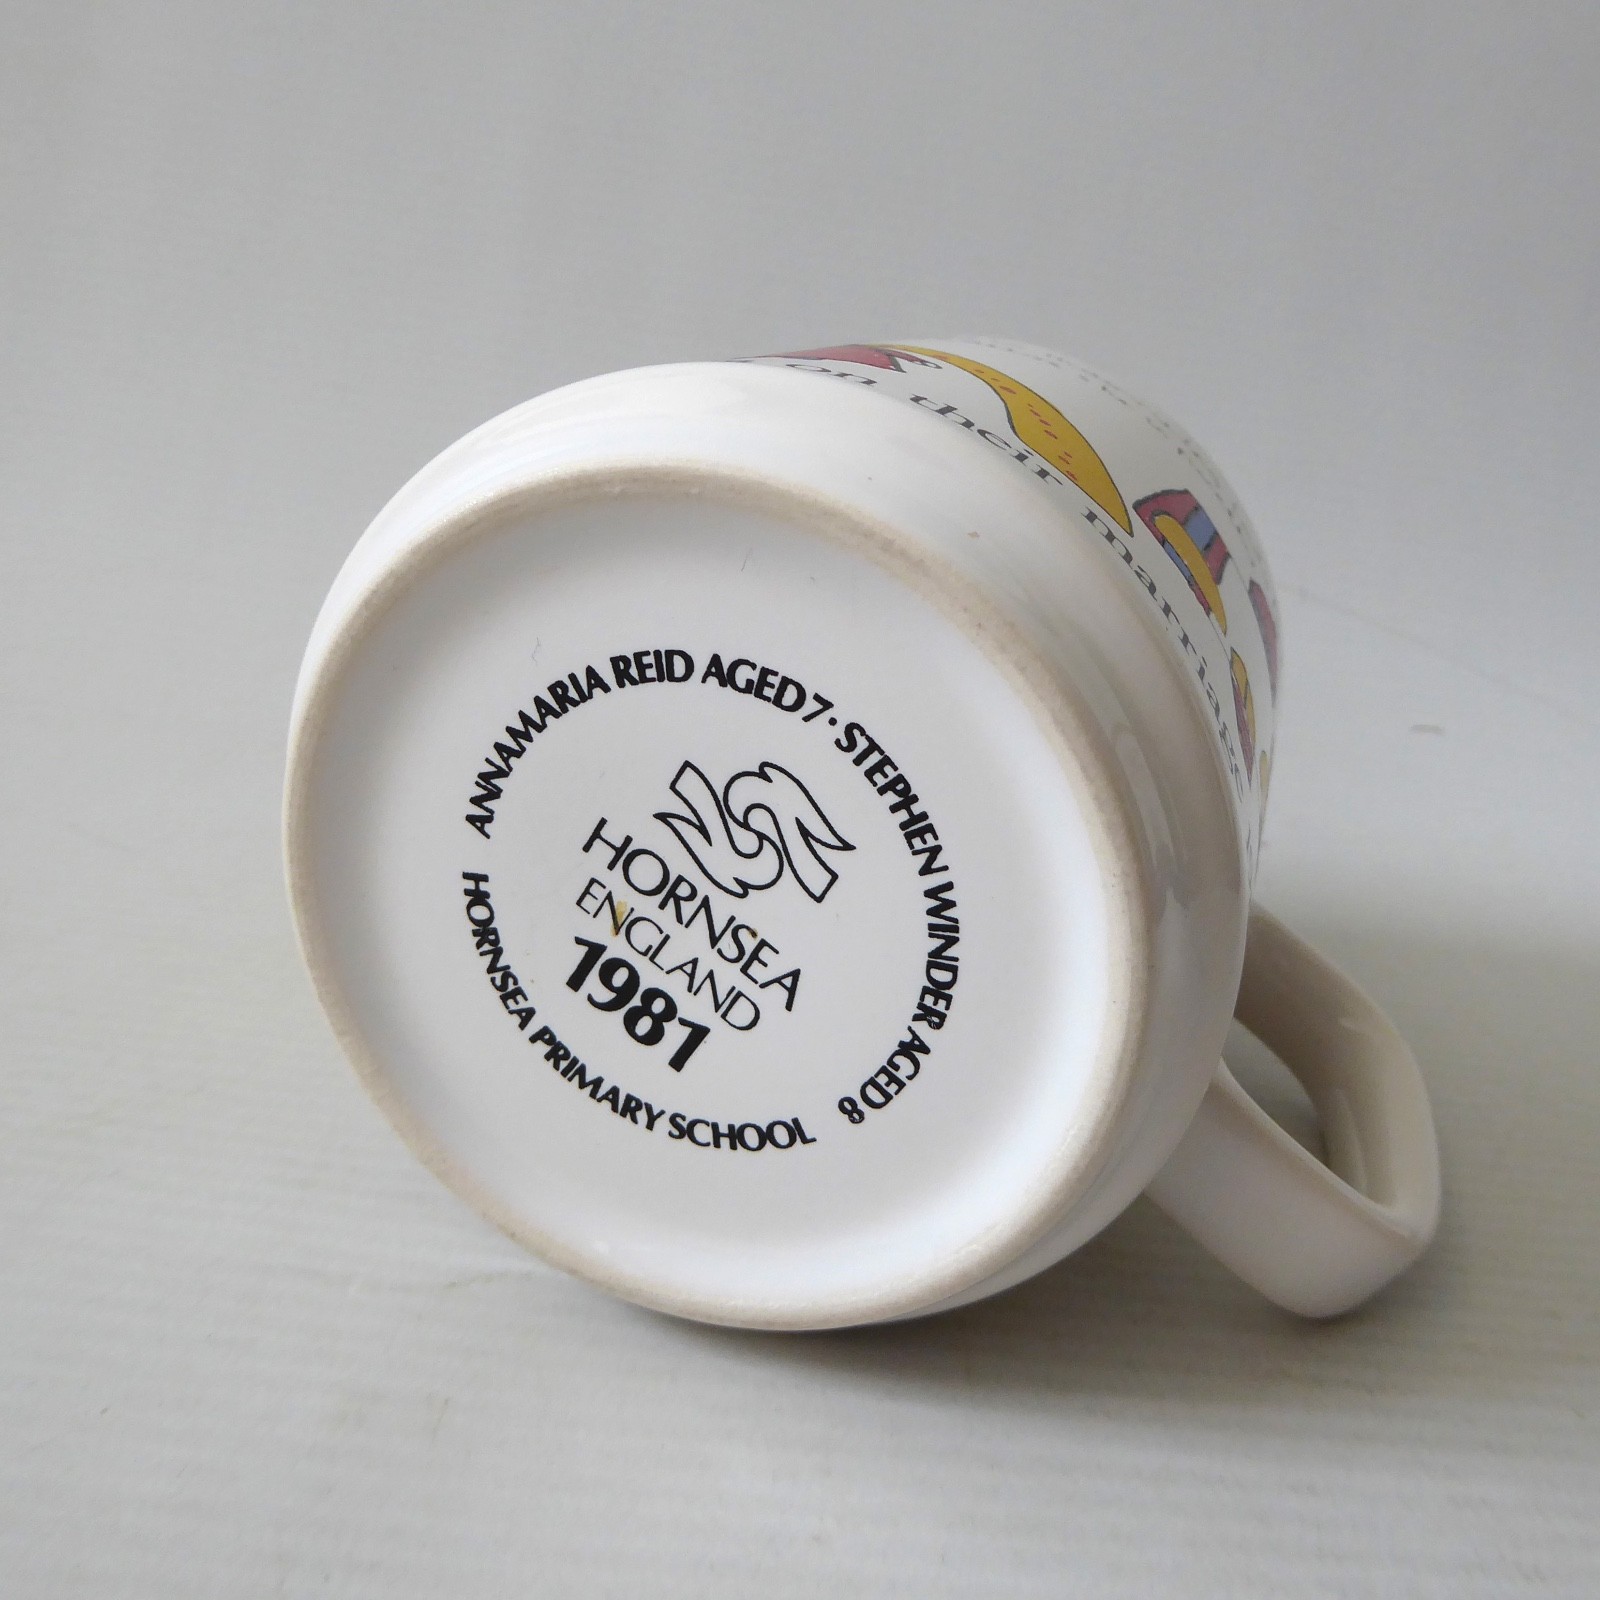 ANNAMARIA REID AGED 7 · STEPHEN WINDER AGED 8
HORNSEA PRIMARY SCHOOL
HORNSEA
ENGLAND
1981
on their marriage